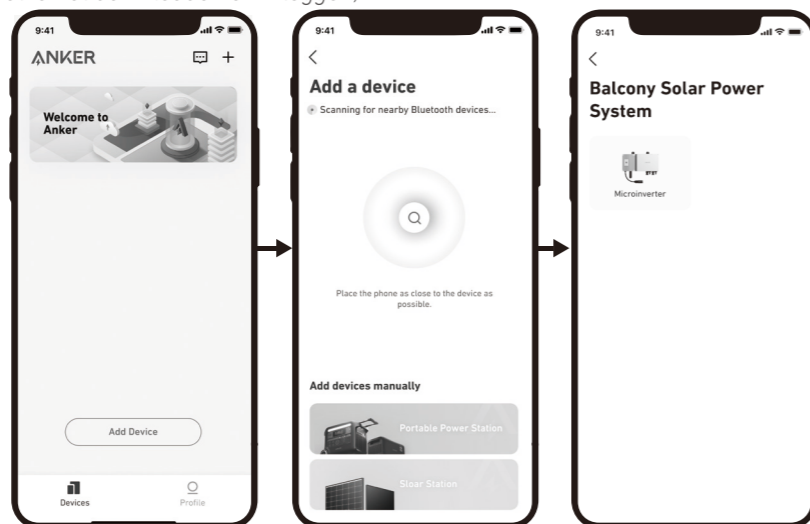 9:41
ANKER
Welcome to
Anker
Add Device
Devices
Profile
9:41
Add a device
Scanning for nearby Bluetooth devices...
Place the phone as close to the device as
possible.
Add devices manually
Portable Power Station
Sloar Station
9:41
Balcony Solar Power
System
Microinverter